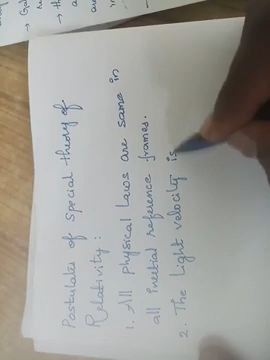 Postulates of special theory of
Relativity:
1. All physical Laws are same in
all inertial reference frames.
2. The light velocity is
→ Gal